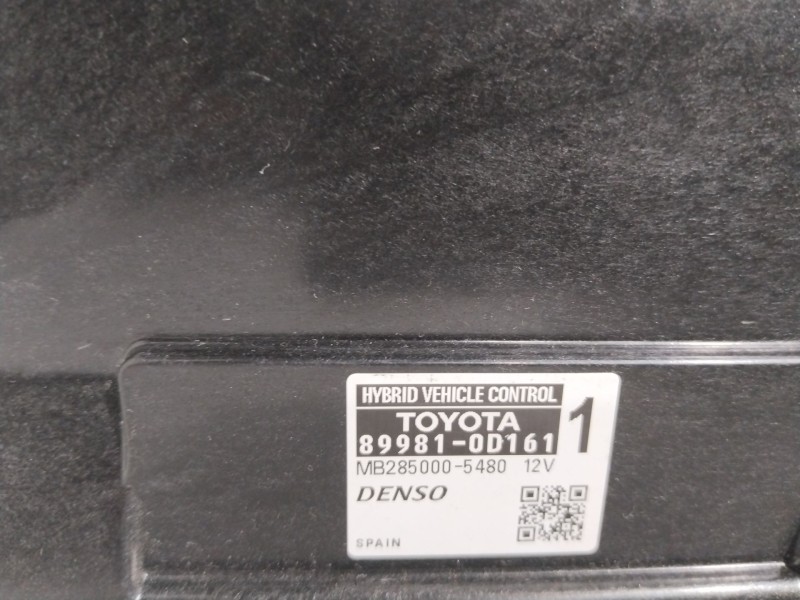 HYBRID VEHICLE CONTROL
TOYOTA 1
89981-0D161
MB285000-5480 12V
DENSO
SPAIN